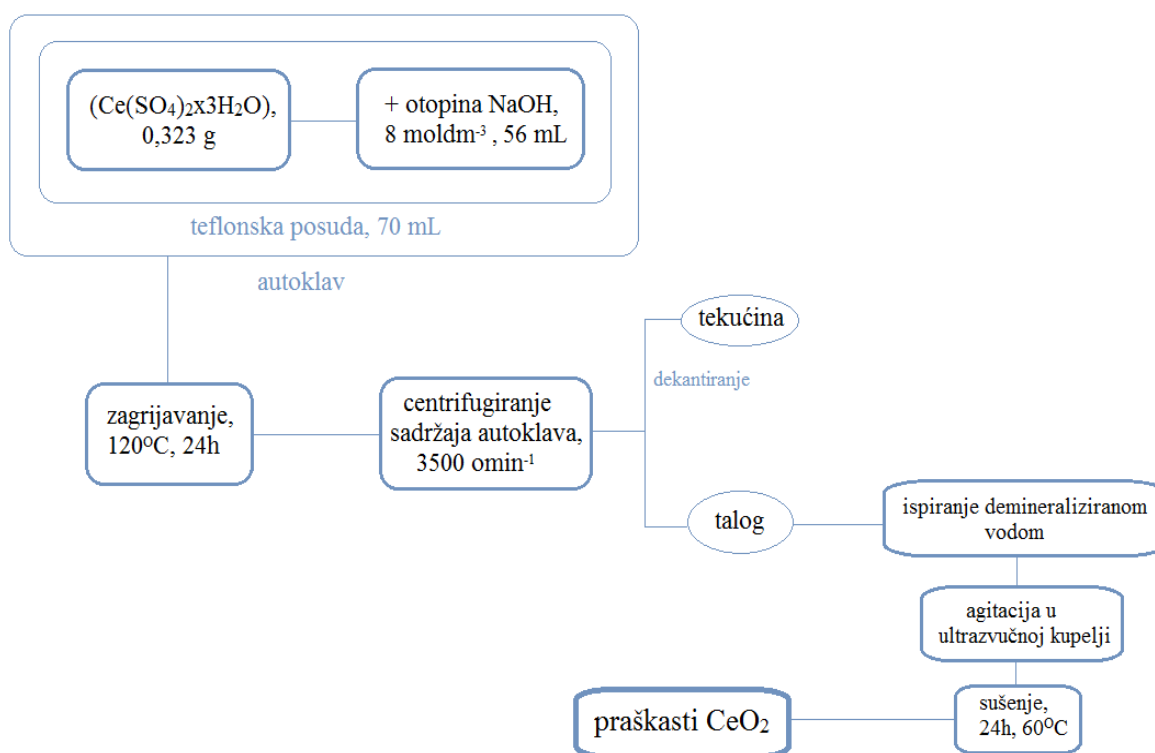 (Ce(SO₄)₂x3H₂O),
0,323 g
+ otopina NaOH,
8 moldm⁻³ , 56 mL
teflonska posuda, 70 mL
autoklav
zagrijavanje,
120⁰C, 24h
centrifugiranje
sadržaja autoklava,
3500 omin⁻¹
tekućina
dekantiranje
talog
ispiranje demineraliziranom
vodom
agitacija u
ultrazvučnoj kupelji
sušenje,
24h, 60⁰C
praškasti CeO₂